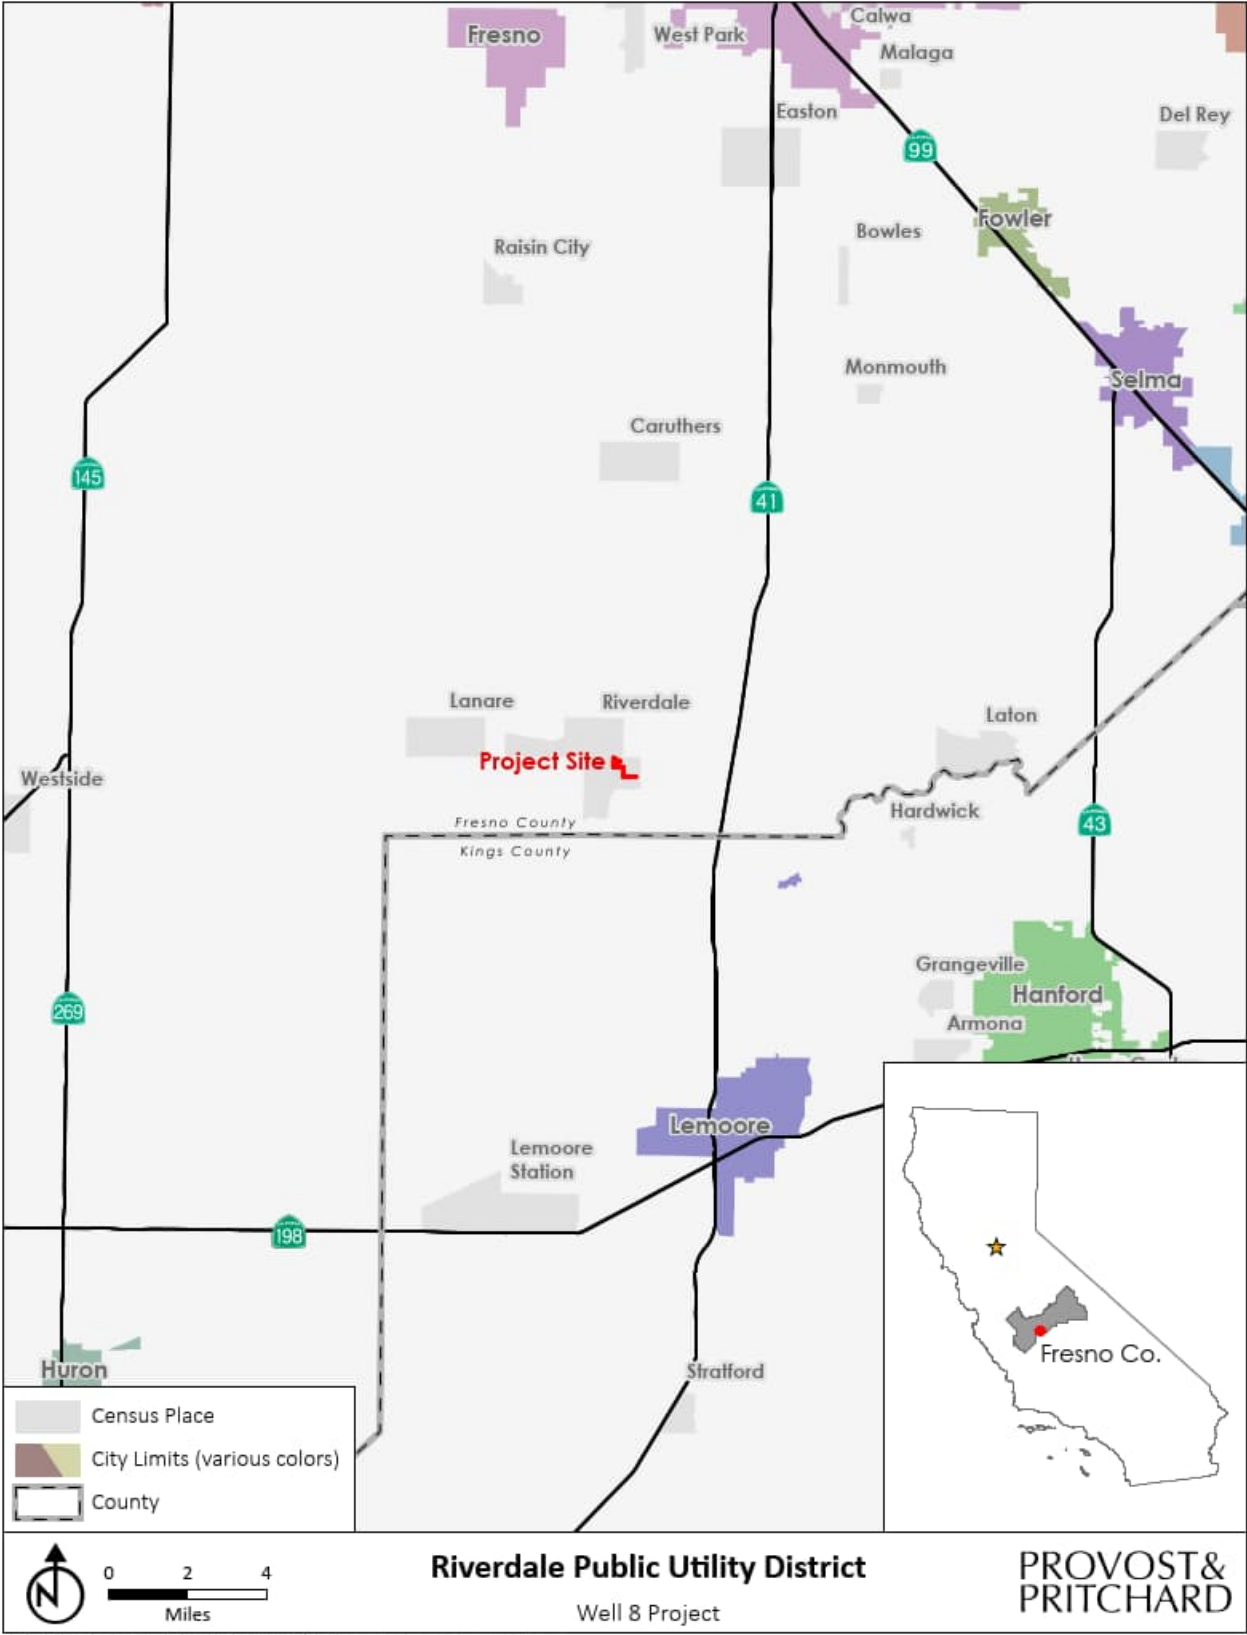 Calwa
Fresno
West Park
Malaga
Easton
Del Rey
99
Fowler
Bowles
Raisin City
Monmouth
Selma
Caruthers
145
41
Lanare
Riverdale
Laton
Project Site
Westside
Hardwick
Fresno County
43
Kings County
Grangeville
Hanford
269
Armona
Lemoore
Lemoore
Station
198
Fresno Co.
Huron
Stratford
Census Place
City Limits (various colors)
County
N
0 2 4
Miles
Riverdale Public Utility District
Well 8 Project
PROVOST&
PRITCHARD